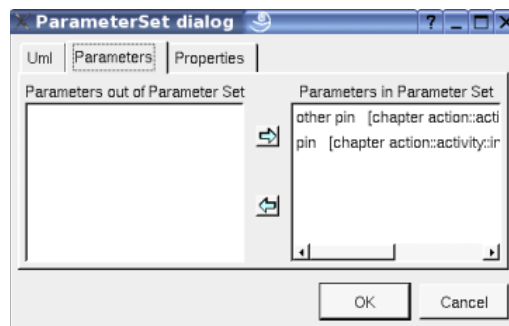 ParameterSet dialog
Uml Parameters Properties
Parameters out of Parameter Set
Parameters in Parameter Set
other pin [chapter action::acti
pin [chapter action::activity::in
OK Cancel